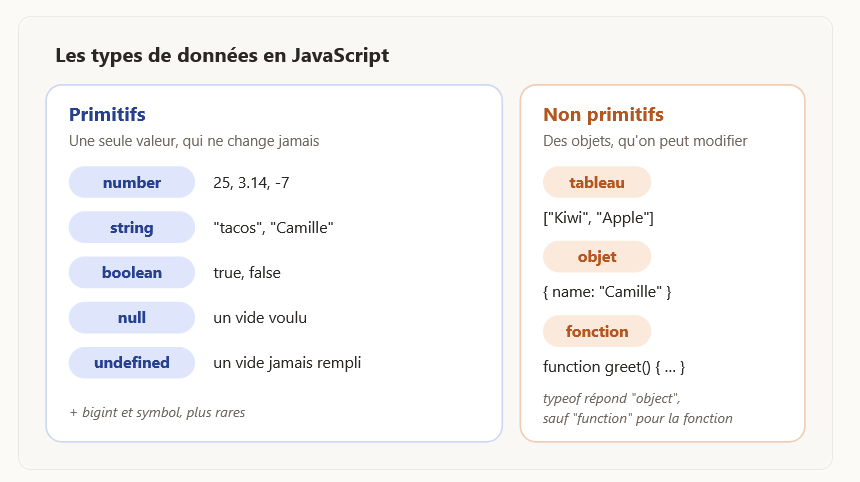 Les types de données en JavaScript
Primitifs
Une seule valeur, qui ne change jamais
number 25, 3.14, -7
string "tacos", "Camille"
boolean true, false
null un vide voulu
undefined un vide jamais rempli
+ bigint et symbol, plus rares
Non primitifs
Des objets, qu'on peut modifier
tableau
["Kiwi", "Apple"]
objet
{ name: "Camille" }
fonction
function greet() { ... }
typeof répond "object",
sauf "function" pour la fonction